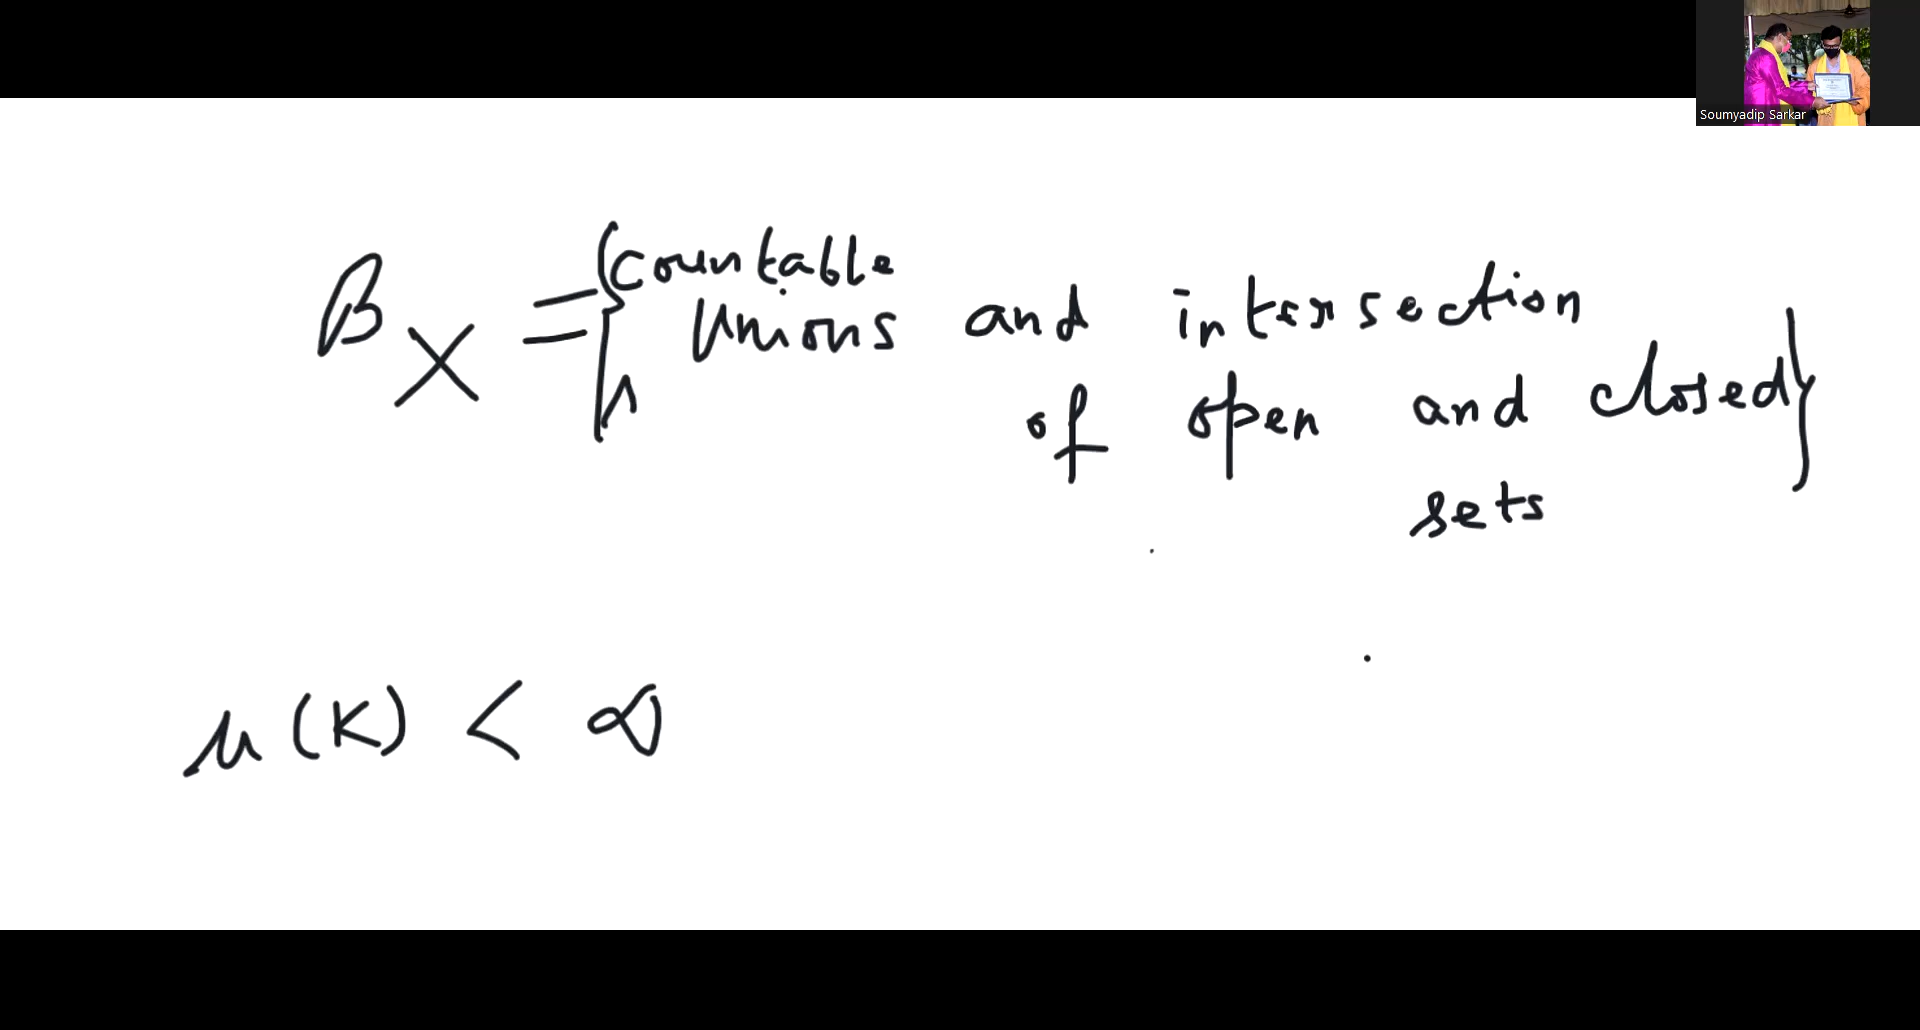 Soumyadip Sarkar
B_X = { Countable
Unions and intersection
of open and closed }
sets
μ(K) < ∞